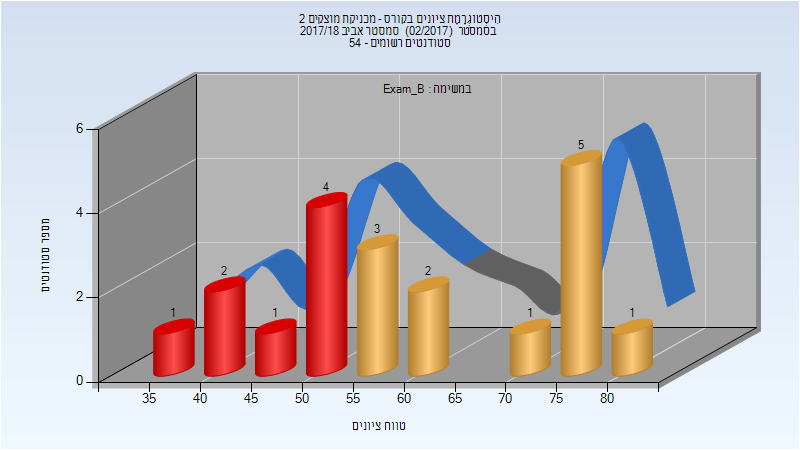 היסטוגרמת ציונים בקורס - מכניקת מוצקים 2
בסמסטר (02/2017) סמסטר אביב 2017/18
סטודנטים רשומים - 54
במשימה : Exam_B
מספר סטודנטים
6
4
2
0
1
2
1
4
3
2
1
5
1
35 40 45 50 55 60 65 70 75 80
טווח ציונים